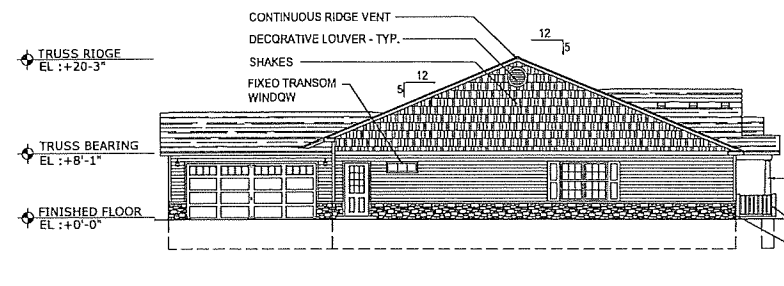 CONTINUOUS RIDGE VENT
12
5
DECORATIVE LOUVER - TYP.
TRUSS RIDGE
EL :+20-3"
SHAKES
12
5
FIXED TRANSOM
WINDOW
TRUSS BEARING
EL :+8'-1"
FINISHED FLOOR
EL :+0'-0"